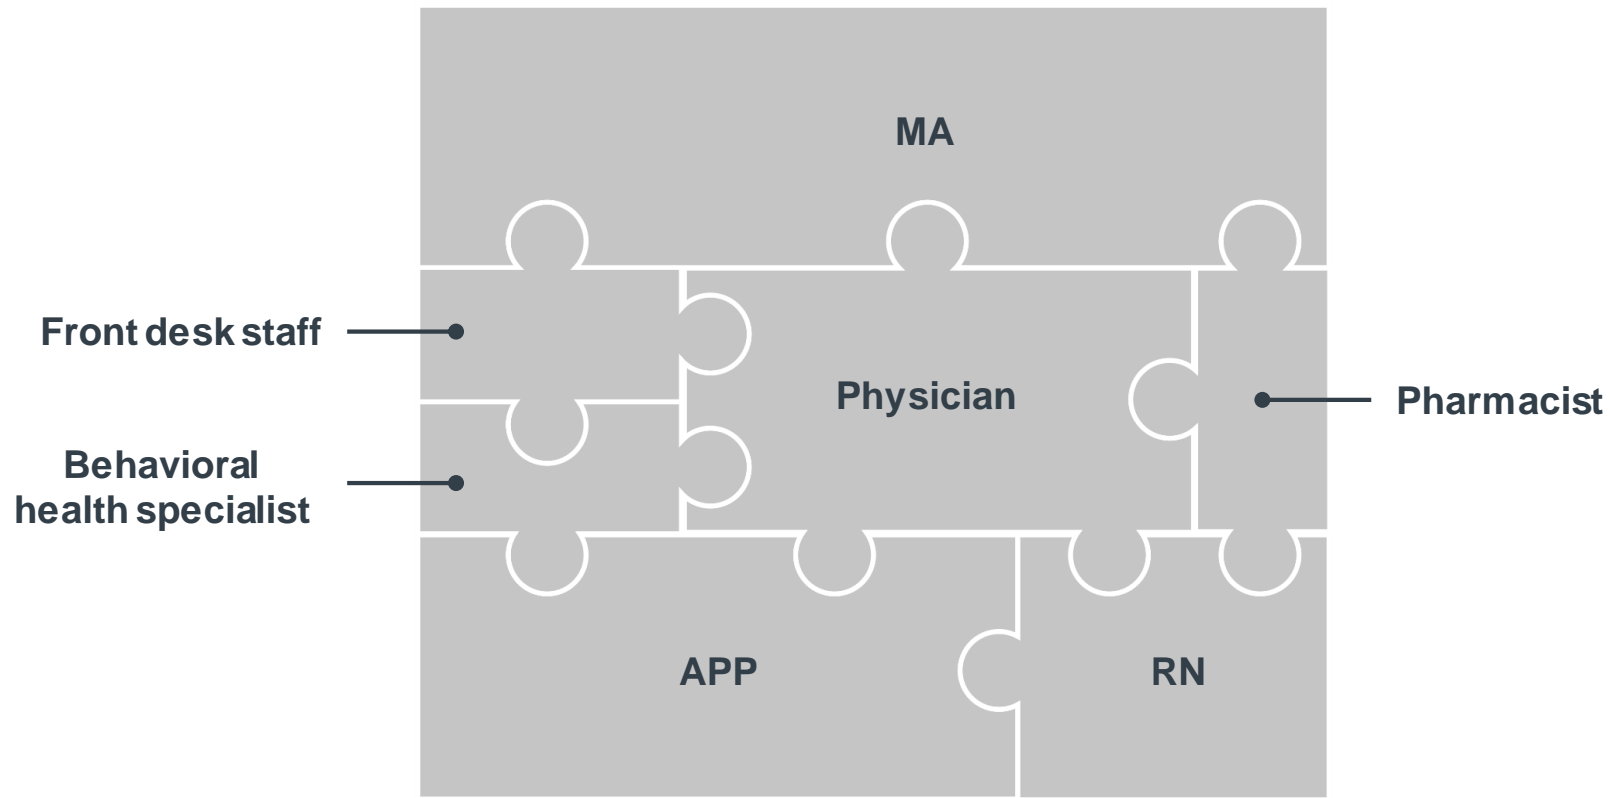 MA
Front desk staff
Physician
Pharmacist
Behavioral
health specialist
APP
RN